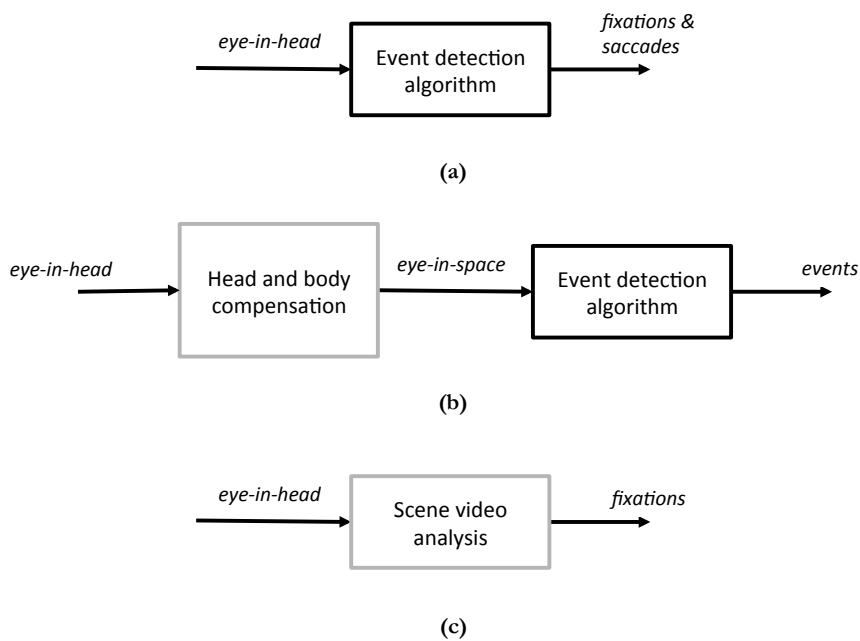 eye-in-head
Event detection
algorithm
fixations &
saccades
(a)
eye-in-head
Head and body
compensation
eye-in-space
Event detection
algorithm
events
(b)
eye-in-head
Scene video
analysis
fixations
(c)